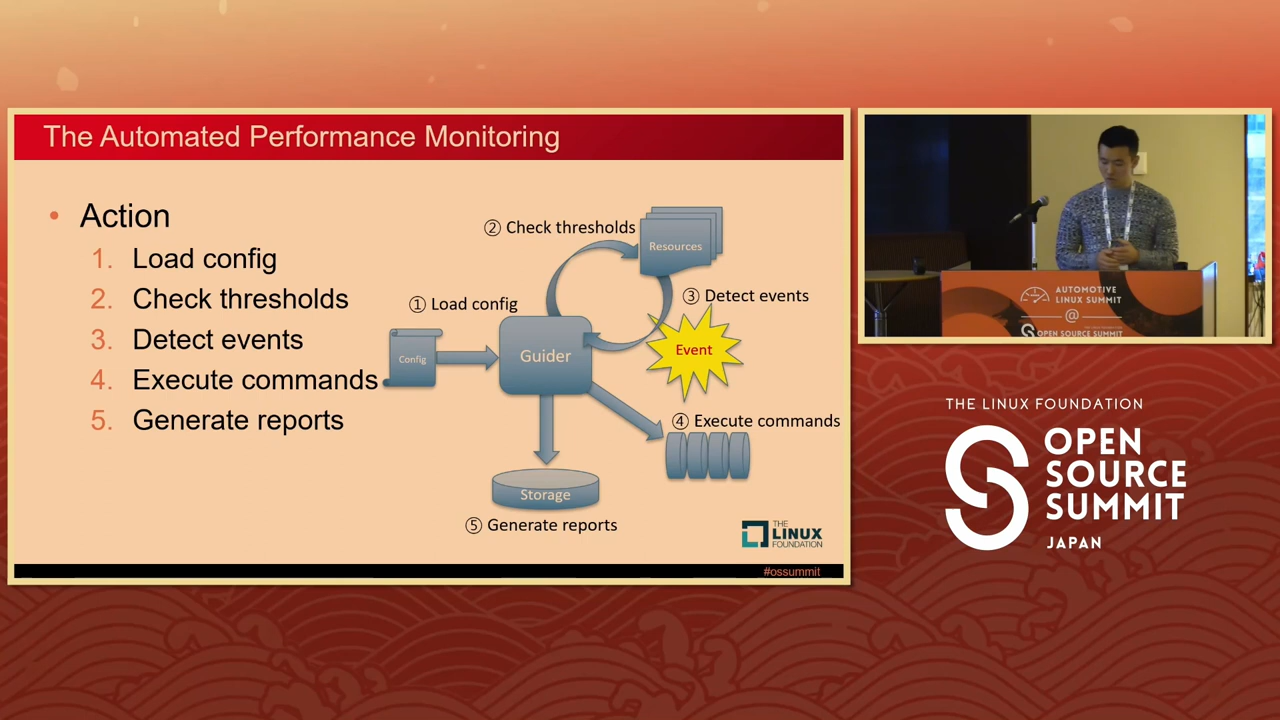 The Automated Performance Monitoring
• Action
1. Load config
2. Check thresholds
3. Detect events
4. Execute commands
5. Generate reports
② Check thresholds
Resources
① Load config
③ Detect events
Config
Guider
Event
④ Execute commands
Storage
⑤ Generate reports
THE
LINUX
FOUNDATION
#ossummit
AUTOMOTIVE
LINUX SUMMIT
@
OPEN SOURCE SUMMIT
THE LINUX FOUNDATION
OPEN
SOURCE
SUMMIT
JAPAN